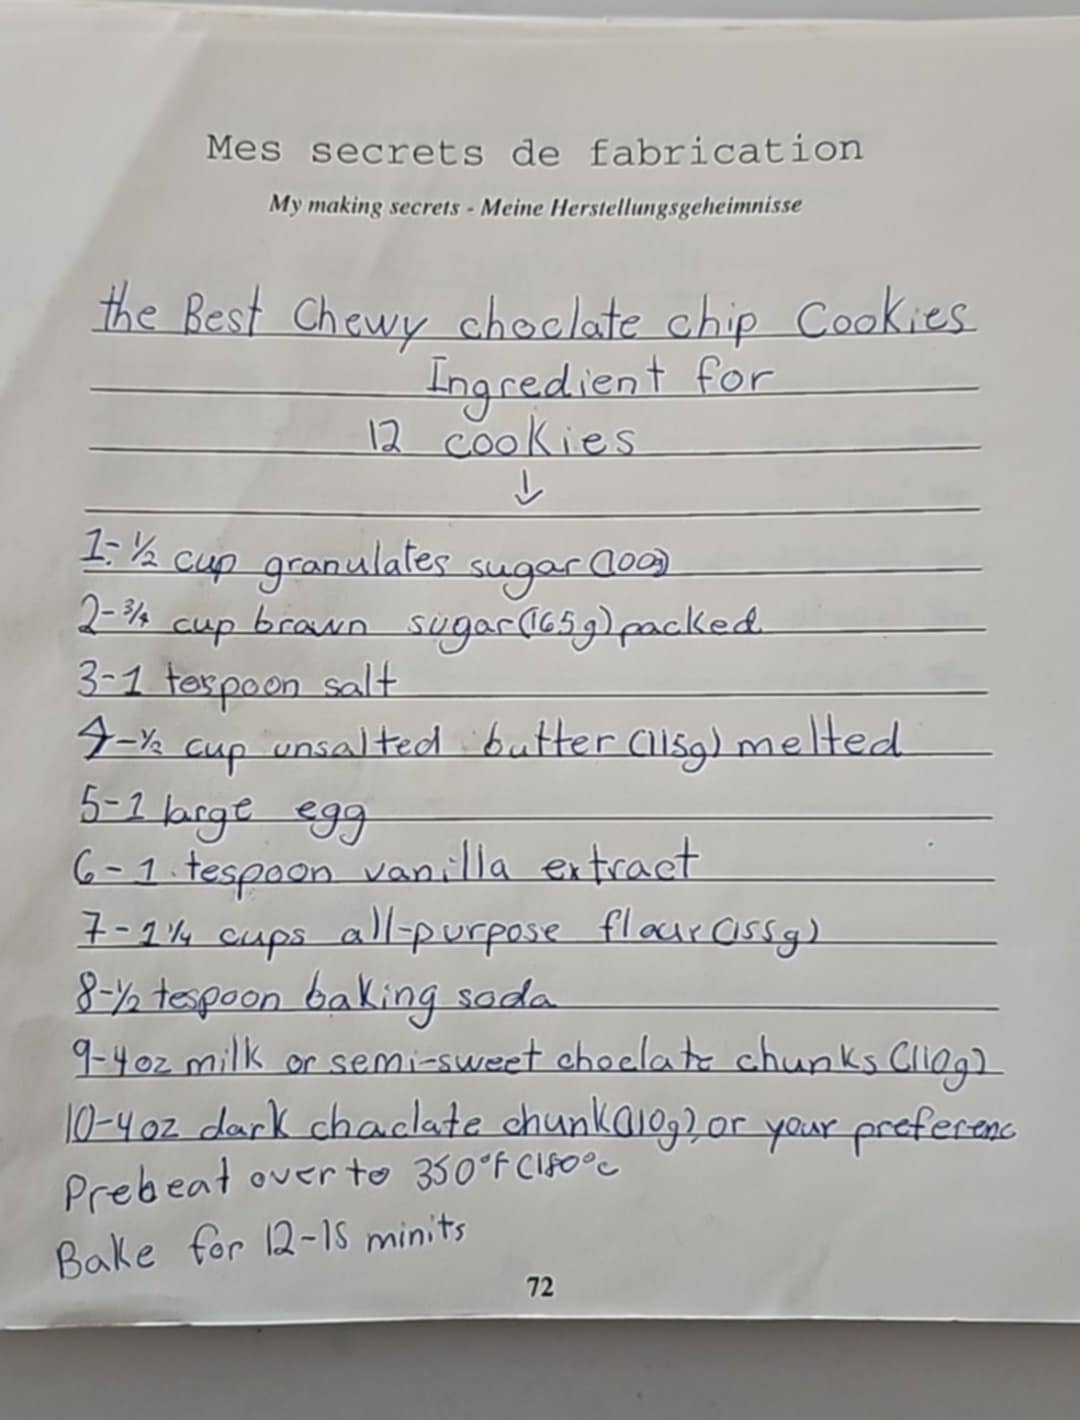 Mes secrets de fabrication
My making secrets - Meine Herstellungsgeheimnisse
the Best Chewy choclate chip Cookies
Ingredient for
12 cookies
↓
1-½ cup granulates sugar (100g)
2-¾ cup brawn sugar (165g) packed
3-1 tespoon salt
4-½ cup unsalted butter (115g) melted
5-1 large egg
6-1 tespoon vanilla extract
7-1¼ cups all-purpose flour (155g)
8-½ tespoon baking soda
9-4oz milk or semi-sweet choclate chunks (110g)
10-4oz dark chaclate chunk (110g), or your preferenc
Preheat over to 350°F (180°c
Bake for 12-15 minits
72